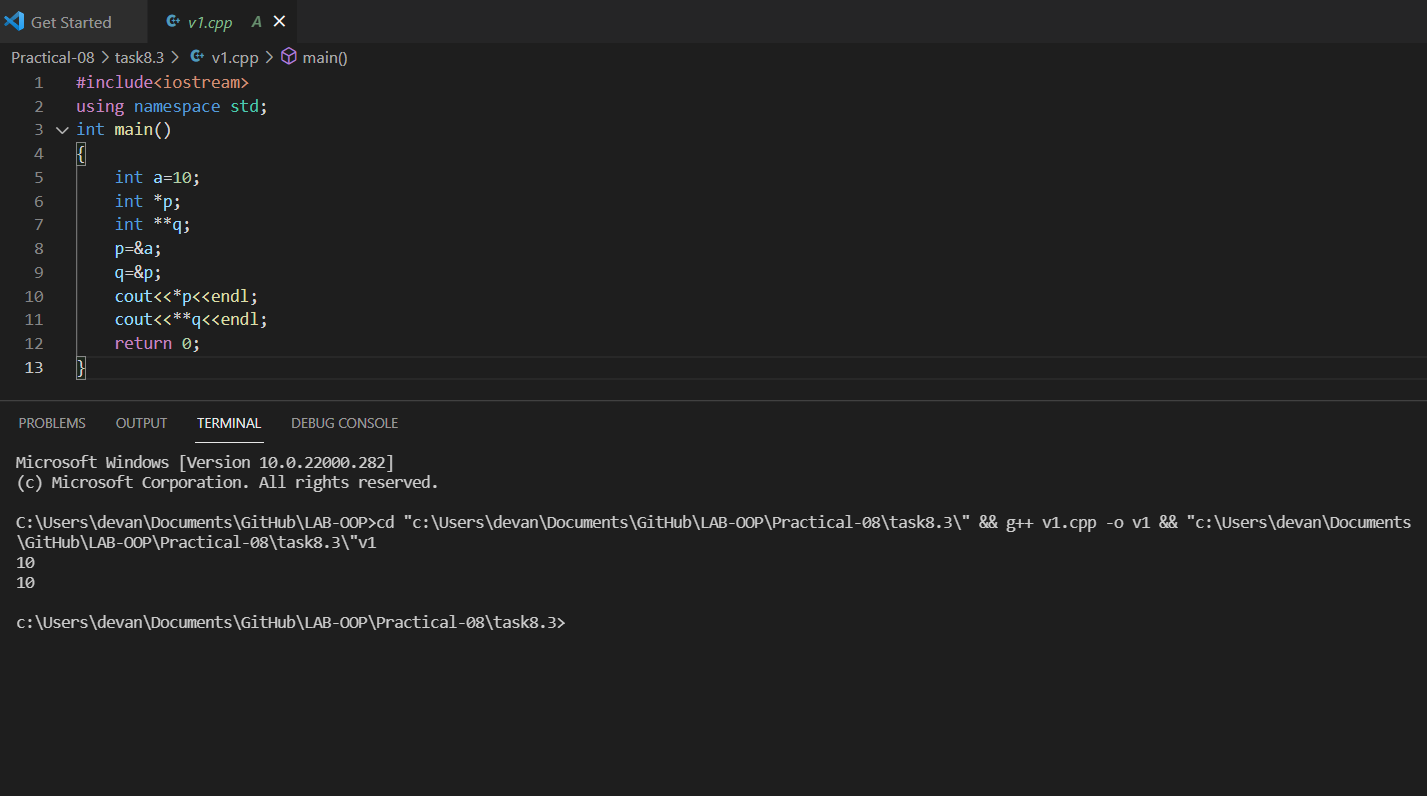 Get Started v1.cpp A
Practical-08 > task8.3 > v1.cpp > main()
1 #include<iostream>
2 using namespace std;
3 int main()
4 {
5     int a=10;
6     int *p;
7     int **q;
8     p=&a;
9     q=&p;
10     cout<<*p<<endl;
11     cout<<**q<<endl;
12     return 0;
13 }
PROBLEMS OUTPUT TERMINAL DEBUG CONSOLE
Microsoft Windows [Version 10.0.22000.282]
(c) Microsoft Corporation. All rights reserved.
C:\Users\devan\Documents\GitHub\LAB-OOP>cd "c:\Users\devan\Documents\GitHub\LAB-OOP\Practical-08\task8.3\" && g++ v1.cpp -o v1 && "c:\Users\devan\Documents
\GitHub\LAB-OOP\Practical-08\task8.3\"v1
10
10
c:\Users\devan\Documents\GitHub\LAB-OOP\Practical-08\task8.3>